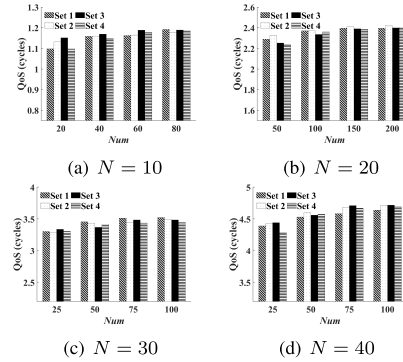 QoS (cycles)
1.3
1.2
1.1
1
0.9
0.8
Set 1 Set 3
Set 2 Set 4
20 40 60 80
Num
(a) N = 10
QoS (cycles)
2.8
2.6
2.4
2.2
2
1.8
Set 1 Set 3
Set 2 Set 4
50 100 150 200
Num
(b) N = 20
QoS (cycles)
4
3.5
3
2.5
Set 1 Set 3
Set 2 Set 4
25 50 75 100
Num
(c) N = 30
QoS (cycles)
5
4.5
4
3.5
Set 1 Set 3
Set 2 Set 4
25 50 75 100
Num
(d) N = 40